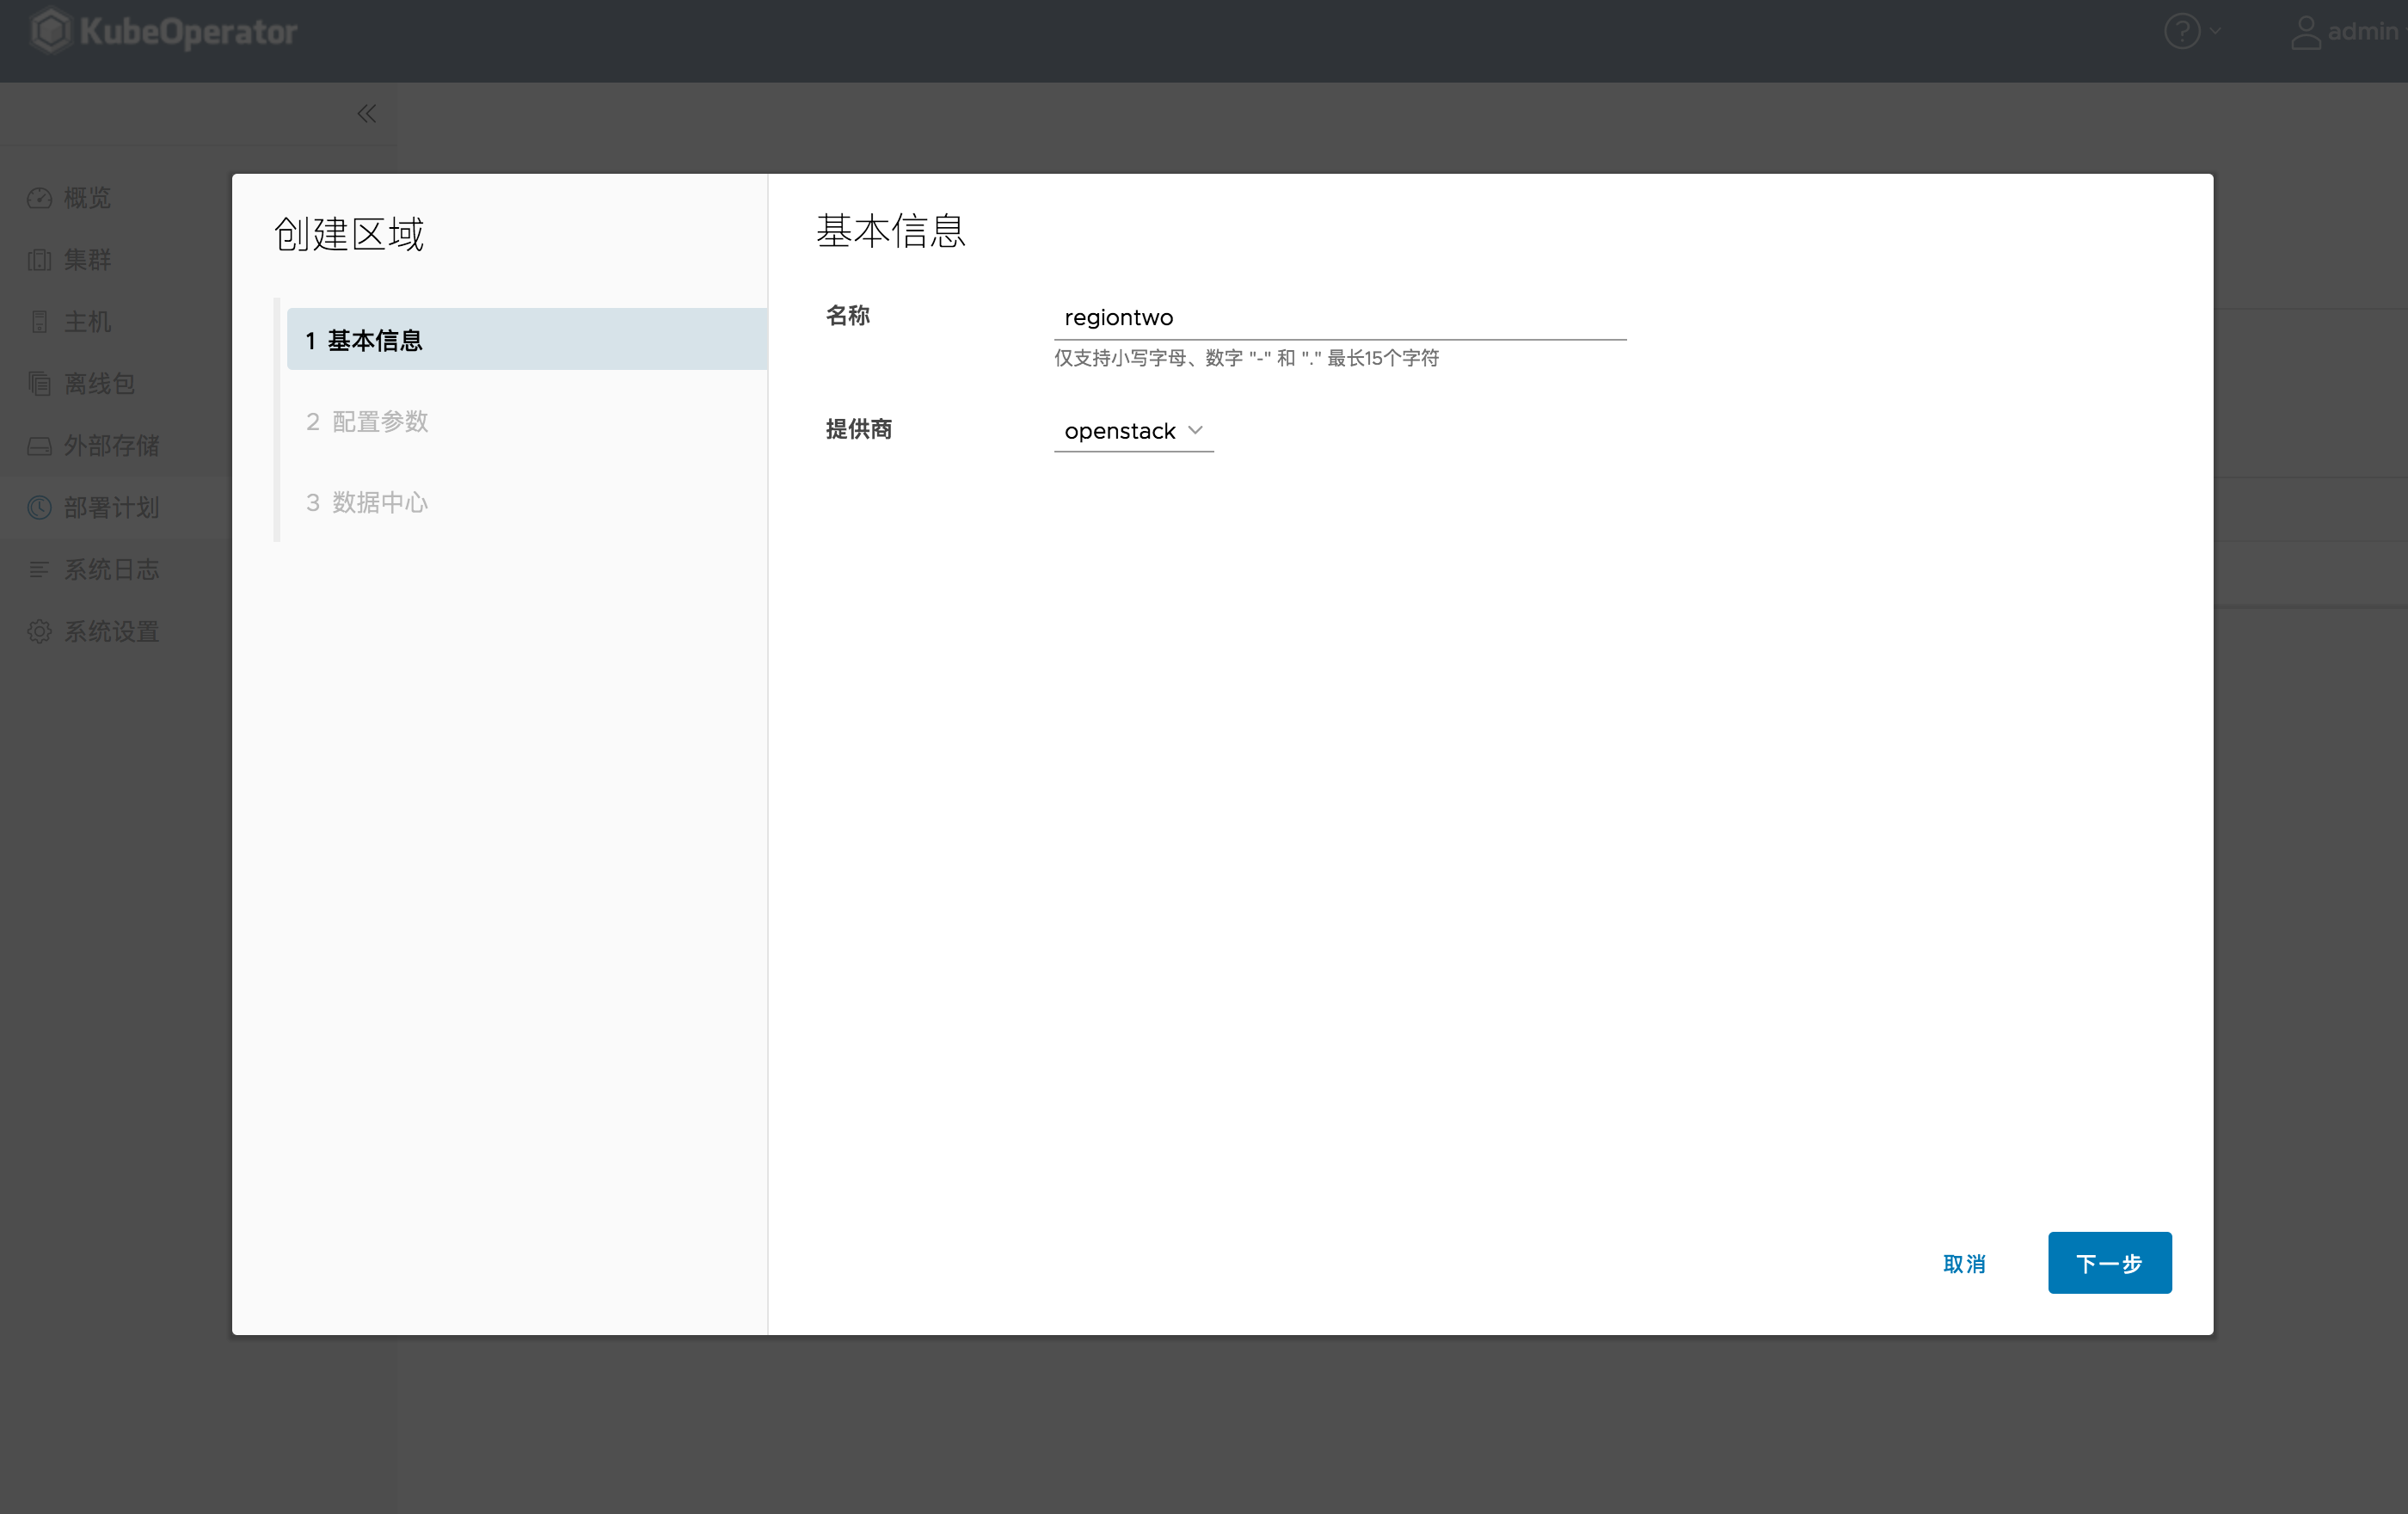 KubeOperator
admin
概览
集群
主机
离线包
外部存储
部署计划
系统日志
系统设置
创建区域
1 基本信息
2 配置参数
3 数据中心
基本信息
名称
regiontwo
仅支持小写字母、数字 "-" 和 "." 最长15个字符
提供商
openstack
取消
下一步